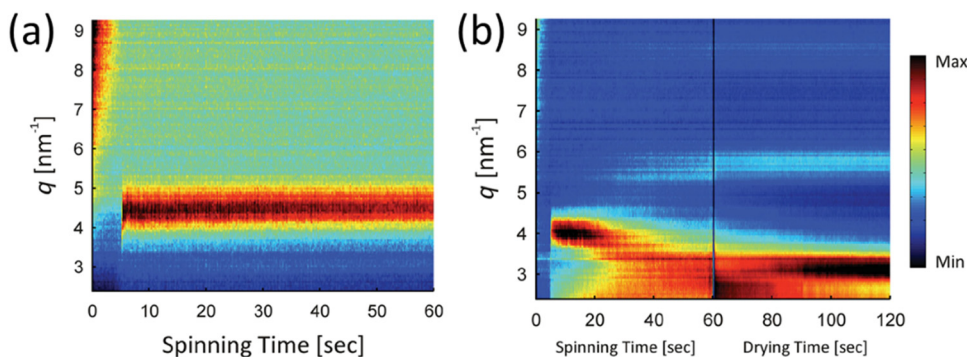 (a)
9
8
7
6
5
4
3
q [nm⁻¹]
0 10 20 30 40 50 60
Spinning Time [sec]
(b)
9
8
7
6
5
4
3
q [nm⁻¹]
0 20 40 60 80 100 120
Spinning Time [sec] Drying Time [sec]
Max
Min